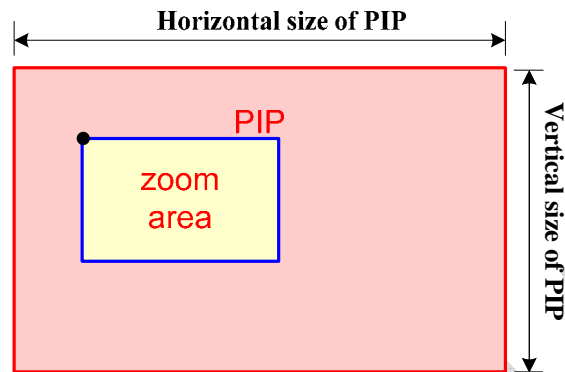 Horizontal size of PIP
PIP
zoom
area
Vertical size of PIP